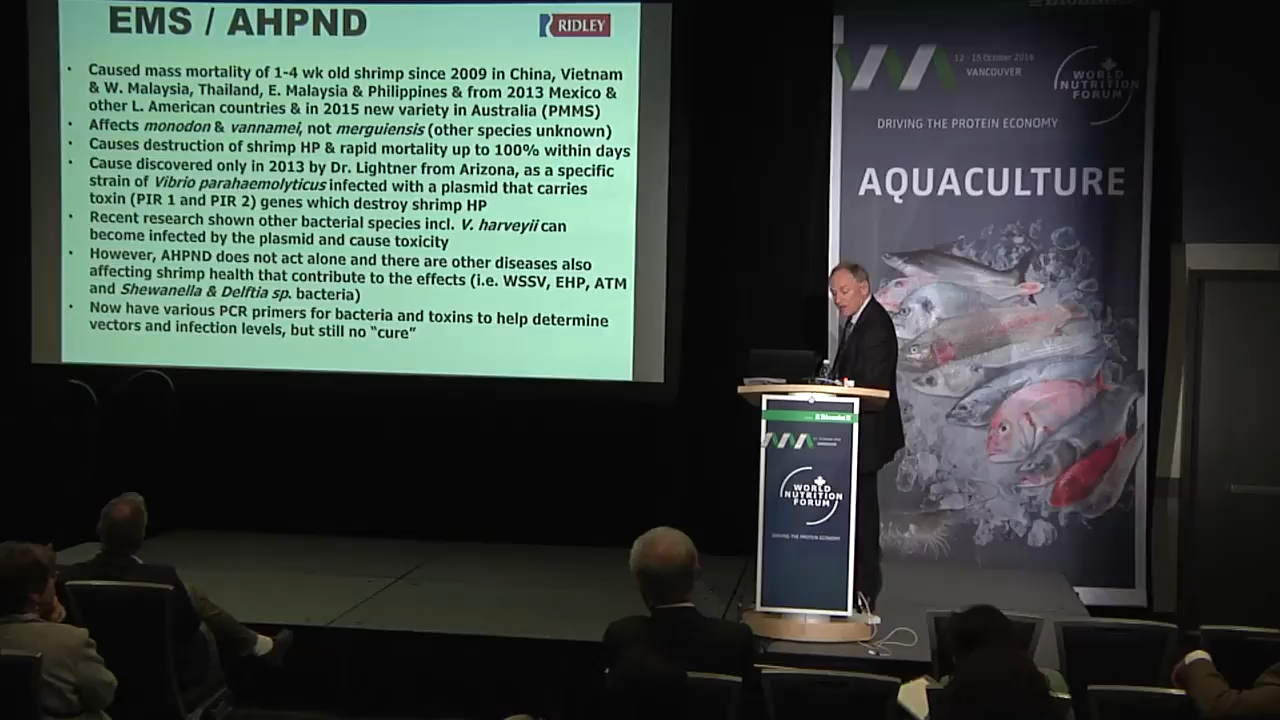 EMS / AHPND
RIDLEY
• Caused mass mortality of 1-4 wk old shrimp since 2009 in China, Vietnam
& W. Malaysia, Thailand, E. Malaysia & Philippines & from 2013 Mexico &
other L. American countries & in 2015 new variety in Australia (PMMS)
• Affects monodon & vannamei, not merguiensis (other species unknown)
• Causes destruction of shrimp HP & rapid mortality up to 100% within days
• Cause discovered only in 2013 by Dr. Lightner from Arizona, as a specific
strain of Vibrio parahaemolyticus infected with a plasmid that carries
toxin (PIR 1 and PIR 2) genes which destroy shrimp HP
• Recent research shown other bacterial species incl. V. harveyii can
become infected by the plasmid and cause toxicity
• However, AHPND does not act alone and there are other diseases also
affecting shrimp health that contribute to the effects (i.e. WSSV, EHP, ATM
and Shewanella & Delftia sp. bacteria)
• Now have various PCR primers for bacteria and toxins to help determine
vectors and infection levels, but still no “cure”
12 - 15 October 2016
VANCOUVER
WORLD
NUTRITION
FORUM
DRIVING THE PROTEIN ECONOMY
AQUACULTURE
WORLD
NUTRITION
FORUM
DRIVING THE PROTEIN ECONOMY